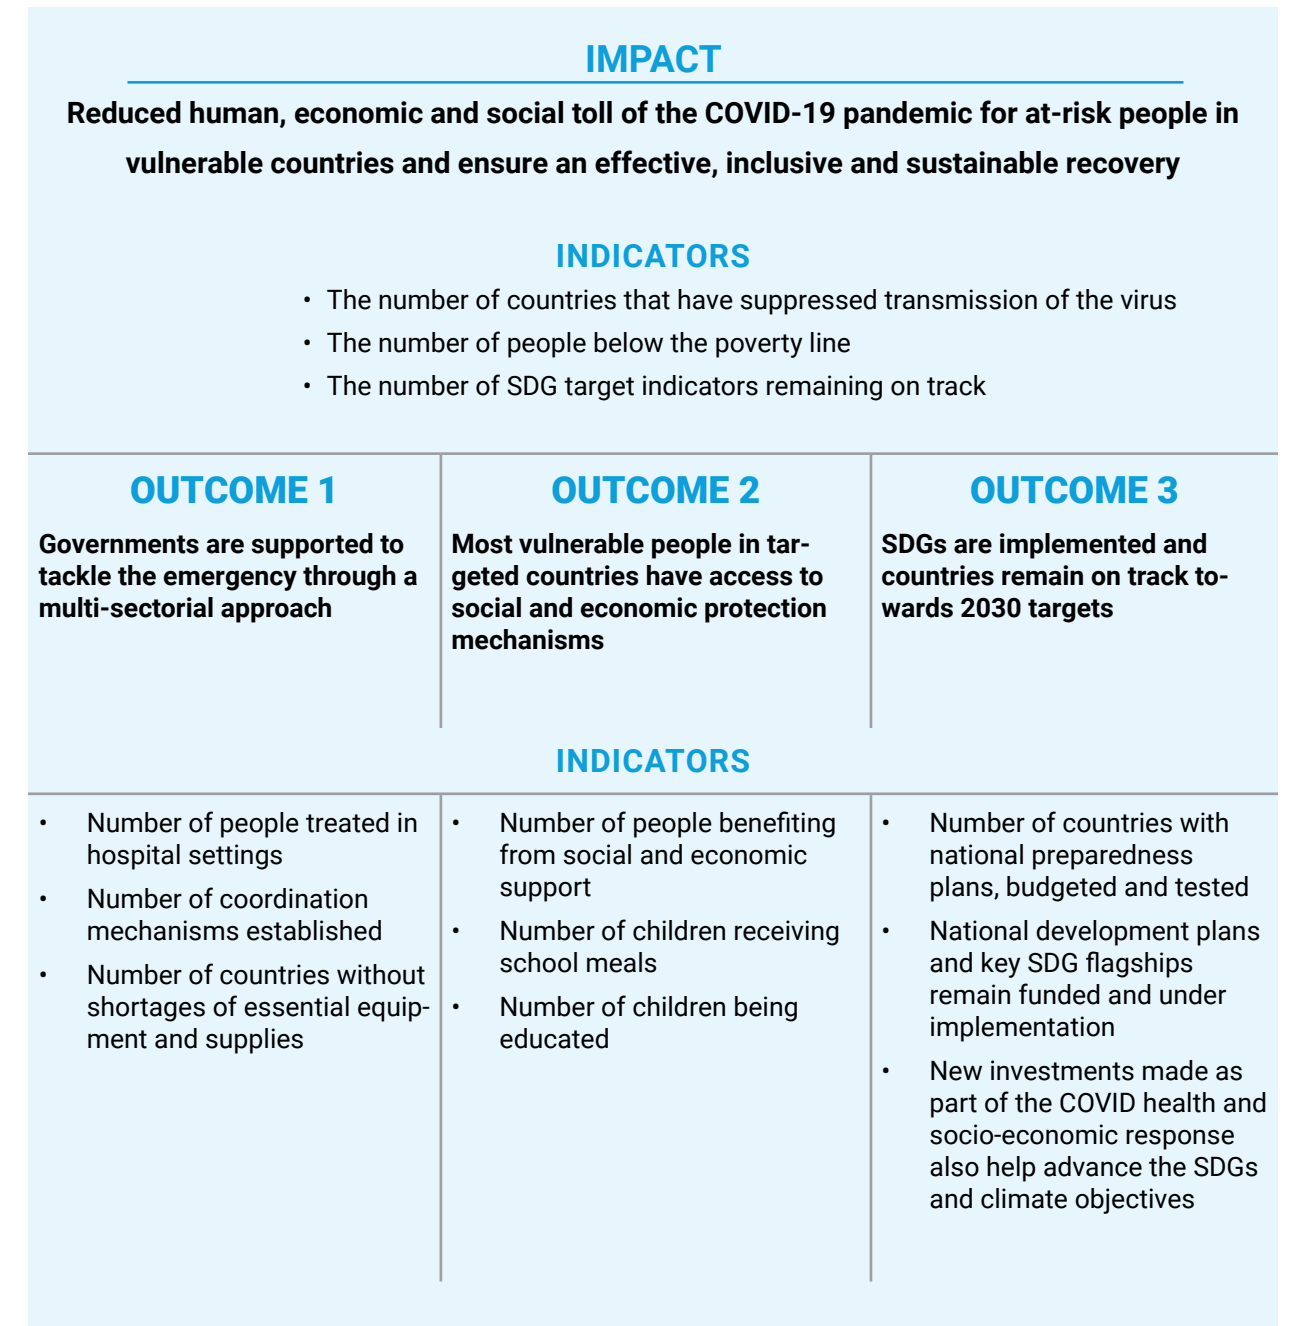 IMPACT
Reduced human, economic and social toll of the COVID-19 pandemic for at-risk people in
vulnerable countries and ensure an effective, inclusive and sustainable recovery
INDICATORS
• The number of countries that have suppressed transmission of the virus
• The number of people below the poverty line
• The number of SDG target indicators remaining on track
OUTCOME 1
Governments are supported to
tackle the emergency through a
multi-sectorial approach
OUTCOME 2
Most vulnerable people in tar-
geted countries have access to
social and economic protection
mechanisms
OUTCOME 3
SDGs are implemented and
countries remain on track to-
wards 2030 targets
INDICATORS
• Number of people treated in
hospital settings
• Number of coordination
mechanisms established
• Number of countries without
shortages of essential equip-
ment and supplies
• Number of people benefiting
from social and economic
support
• Number of children receiving
school meals
• Number of children being
educated
• Number of countries with
national preparedness
plans, budgeted and tested
• National development plans
and key SDG flagships
remain funded and under
implementation
• New investments made as
part of the COVID health and
socio-economic response
also help advance the SDGs
and climate objectives